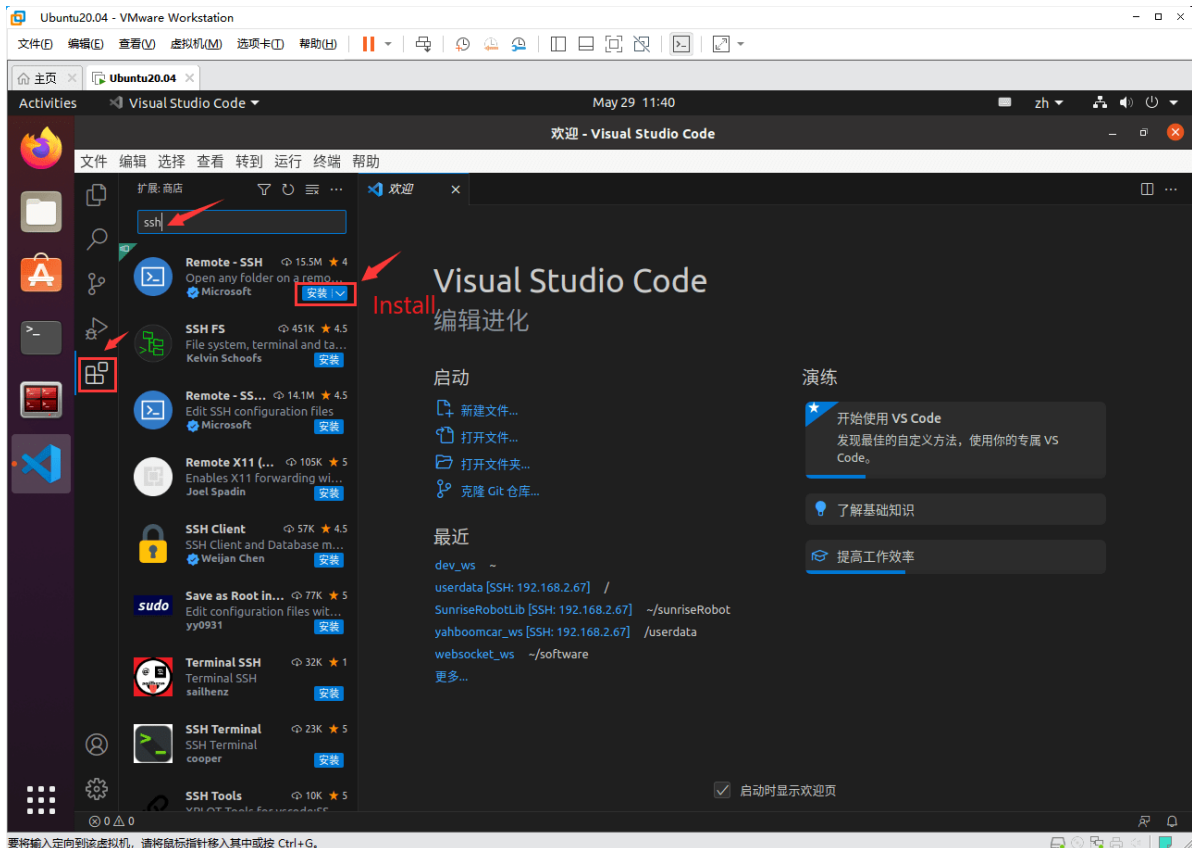 Ubuntu20.04 - VMware Workstation
文件(F) 编辑(E) 查看(V) 虚拟机(M) 选项卡(T) 帮助(H)
主页 Ubuntu20.04
Activities Visual Studio Code May 29 11:40 zh
欢迎 - Visual Studio Code
文件 编辑 选择 查看 转到 运行 终端 帮助
扩展: 商店
欢迎
ssh
Remote - SSH 15.5M 4
Open any folder on a remo...
Microsoft 安装
Install
SSH FS 451K 4.5
File system, terminal and ta...
Kelvin Schoofs 安装
Remote - SS... 14.1M 4.5
Edit SSH configuration files
Microsoft 安装
Remote X11 (... 105K 5
Enables X11 forwarding wi...
Joel Spadin 安装
SSH Client 57K 4.5
SSH Client and Database m...
Weijan Chen 安装
sudo
Save as Root in... 77K 5
Edit configuration files wit...
yy0931 安装
Terminal SSH 32K 1
Terminal SSH
sailhenz 安装
SSH Terminal 23K 5
SSH Terminal
cooper 安装
SSH Tools 10K 5
Visual Studio Code
编辑进化
启动
新建文件...
打开文件...
打开文件夹...
克隆 Git 仓库...
最近
dev_ws ~
userdata [SSH: 192.168.2.67] /
SunriseRobotLib [SSH: 192.168.2.67] ~/sunriseRobot
yahboomcar_ws [SSH: 192.168.2.67] /userdata
websocket_ws ~/software
更多...
演练
开始使用 VS Code
发现最佳的自定义方法，使用你的专属 VS
Code。
了解基础知识
提高工作效率
启动时显示欢迎页
0 0
要将输入定向到该虚拟机，请将鼠标指针移入其中或按 Ctrl+G。